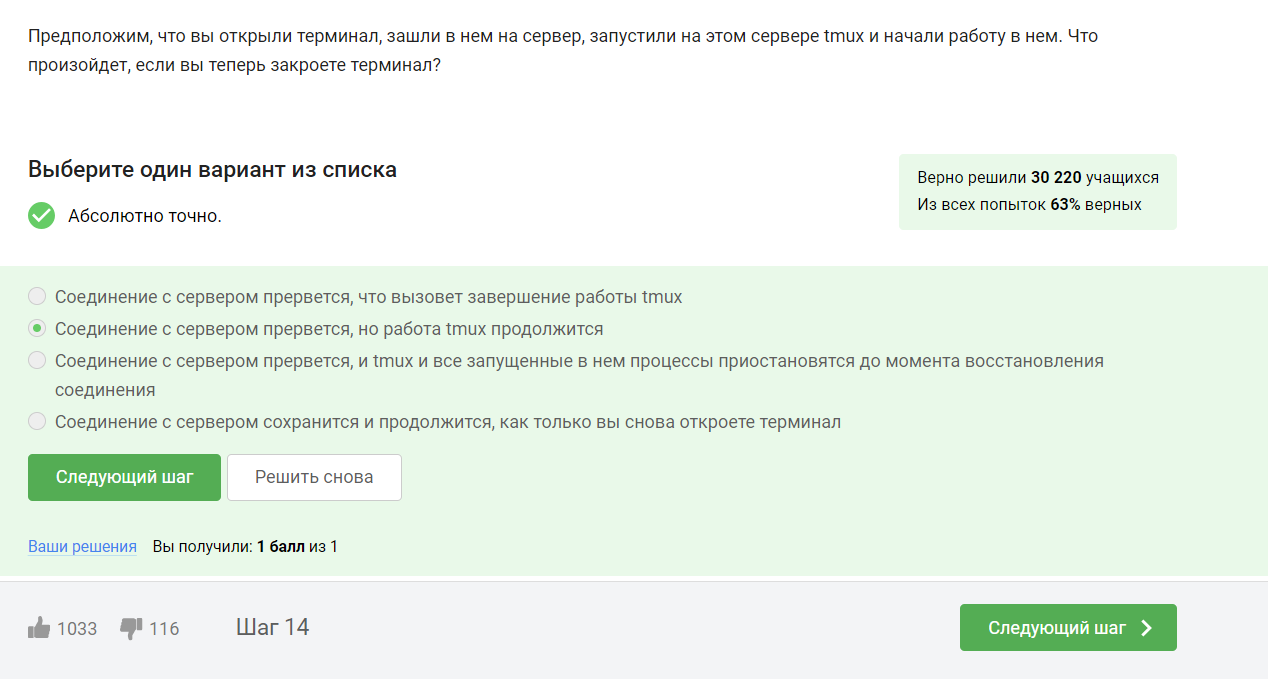 Предположим, что вы открыли терминал, зашли в нем на сервер, запустили на этом сервере tmux и начали работу в нем. Что
произойдет, если вы теперь закроете терминал?
Выберите один вариант из списка
Верно решили 30 220 учащихся
Из всех попыток 63% верных
Абсолютно точно.
Соединение с сервером прервется, что вызовет завершение работы tmux
Соединение с сервером прервется, но работа tmux продолжится
Соединение с сервером прервется, и tmux и все запущенные в нем процессы приостановятся до момента восстановления
соединения
Соединение с сервером сохранится и продолжится, как только вы снова откроете терминал
Следующий шаг
Решить снова
Ваши решения Вы получили: 1 балл из 1
1033 116 Шаг 14
Следующий шаг